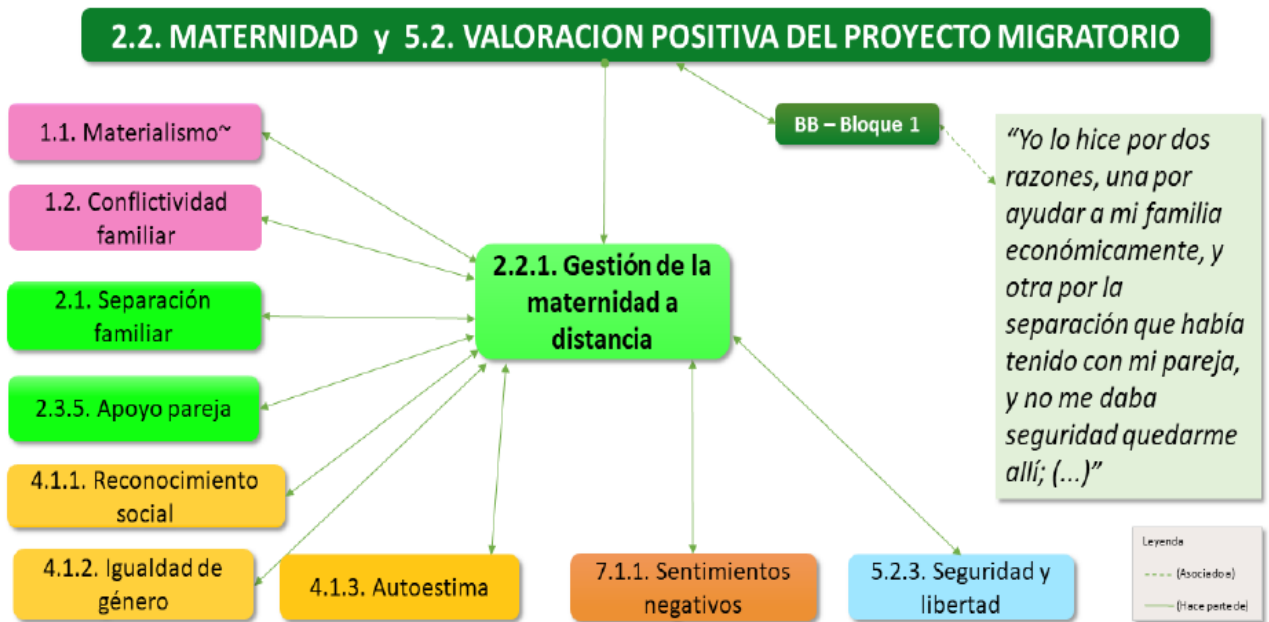 2.2. MATERNIDAD y 5.2. VALORACION POSITIVA DEL PROYECTO MIGRATORIO
1.1. Materialismo~
1.2. Conflictividad
familiar
2.1. Separación
familiar
2.3.5. Apoyo pareja
4.1.1. Reconocimiento
social
4.1.2. Igualdad de
género
4.1.3. Autoestima
2.2.1. Gestión de la
maternidad a
distancia
7.1.1. Sentimientos
negativos
5.2.3. Seguridad y
libertad
BB – Bloque 1
“Yo lo hice por dos
razones, una por
ayudar a mi familia
económicamente, y
otra por la
separación que había
tenido con mi pareja,
y no me daba
seguridad quedarme
allí; (...)”
Leyenda
(Asociado a)
(Hace parte de)